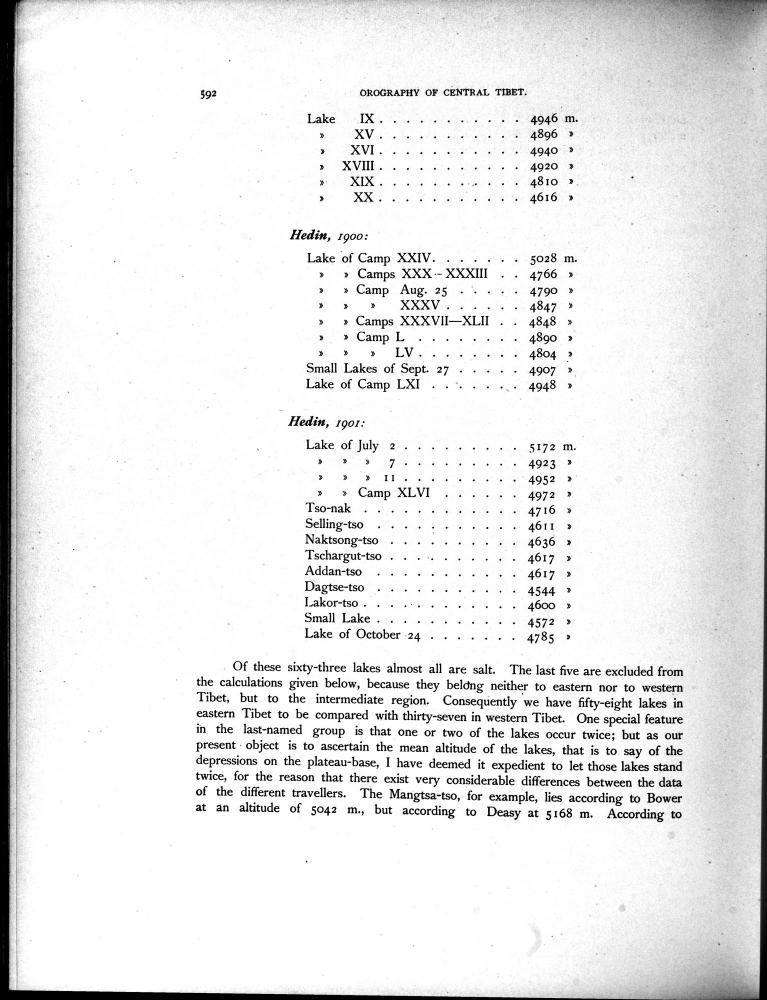 592 OROGRAPHY OF CENTRAL TIBET.
Lake IX . . . . . . . . . . . 4946 m.
» XV . . . . . . . . . . . 4896 »
» XVI . . . . . . . . . . . 4940 »
» XVIII . . . . . . . . . . . 4920 »
» XIX . . . . . . . . . . . 4810 »
» XX . . . . . . . . . . . 4616 »
Hedin, 1900:
Lake of Camp XXIV. . . . . . . 5028 m.
» » Camps XXX–XXXIII . . 4766 »
» » Camp Aug. 25 . . . . . 4790 »
» » » XXXV . . . . . . 4847 »
» » Camps XXXVII—XLII . . 4848 »
» » Camp L . . . . . . . . 4890 »
» » » LV . . . . . . . . 4804 »
Small Lakes of Sept. 27 . . . . . 4907 »
Lake of Camp LXI . . . . . . . 4948 »
Hedin, 1901:
Lake of July 2 . . . . . . . . . 5172 m.
» » » 7 . . . . . . . . . 4923 »
» » » 11 . . . . . . . . . 4952 »
» » Camp XLVI . . . . . . 4972 »
Tso-nak . . . . . . . . . . . 4716 »
Selling-tso . . . . . . . . . . 4611 »
Naktsong-tso . . . . . . . . . . 4636 »
Tschargut-tso . . . . . . . . . . 4617 »
Addan-tso . . . . . . . . . . . 4617 »
Dagtse-tso . . . . . . . . . . . 4544 »
Lakor-tso . . . . . . . . . . . . 4600 »
Small Lake . . . . . . . . . . . 4572 »
Lake of October 24 . . . . . . . 4785 »
Of these sixty-three lakes almost all are salt. The last five are excluded from
the calculations given below, because they belong neither to eastern nor to western
Tibet, but to the intermediate region. Consequently we have fifty-eight lakes in
eastern Tibet to be compared with thirty-seven in western Tibet. One special feature
in the last-named group is that one or two of the lakes occur twice; but as our
present object is to ascertain the mean altitude of the lakes, that is to say of the
depressions on the plateau-base, I have deemed it expedient to let those lakes stand
twice, for the reason that there exist very considerable differences between the data
of the different travellers. The Mangtsa-tso, for example, lies according to Bower
at an altitude of 5042 m., but according to Deasy at 5168 m. According to